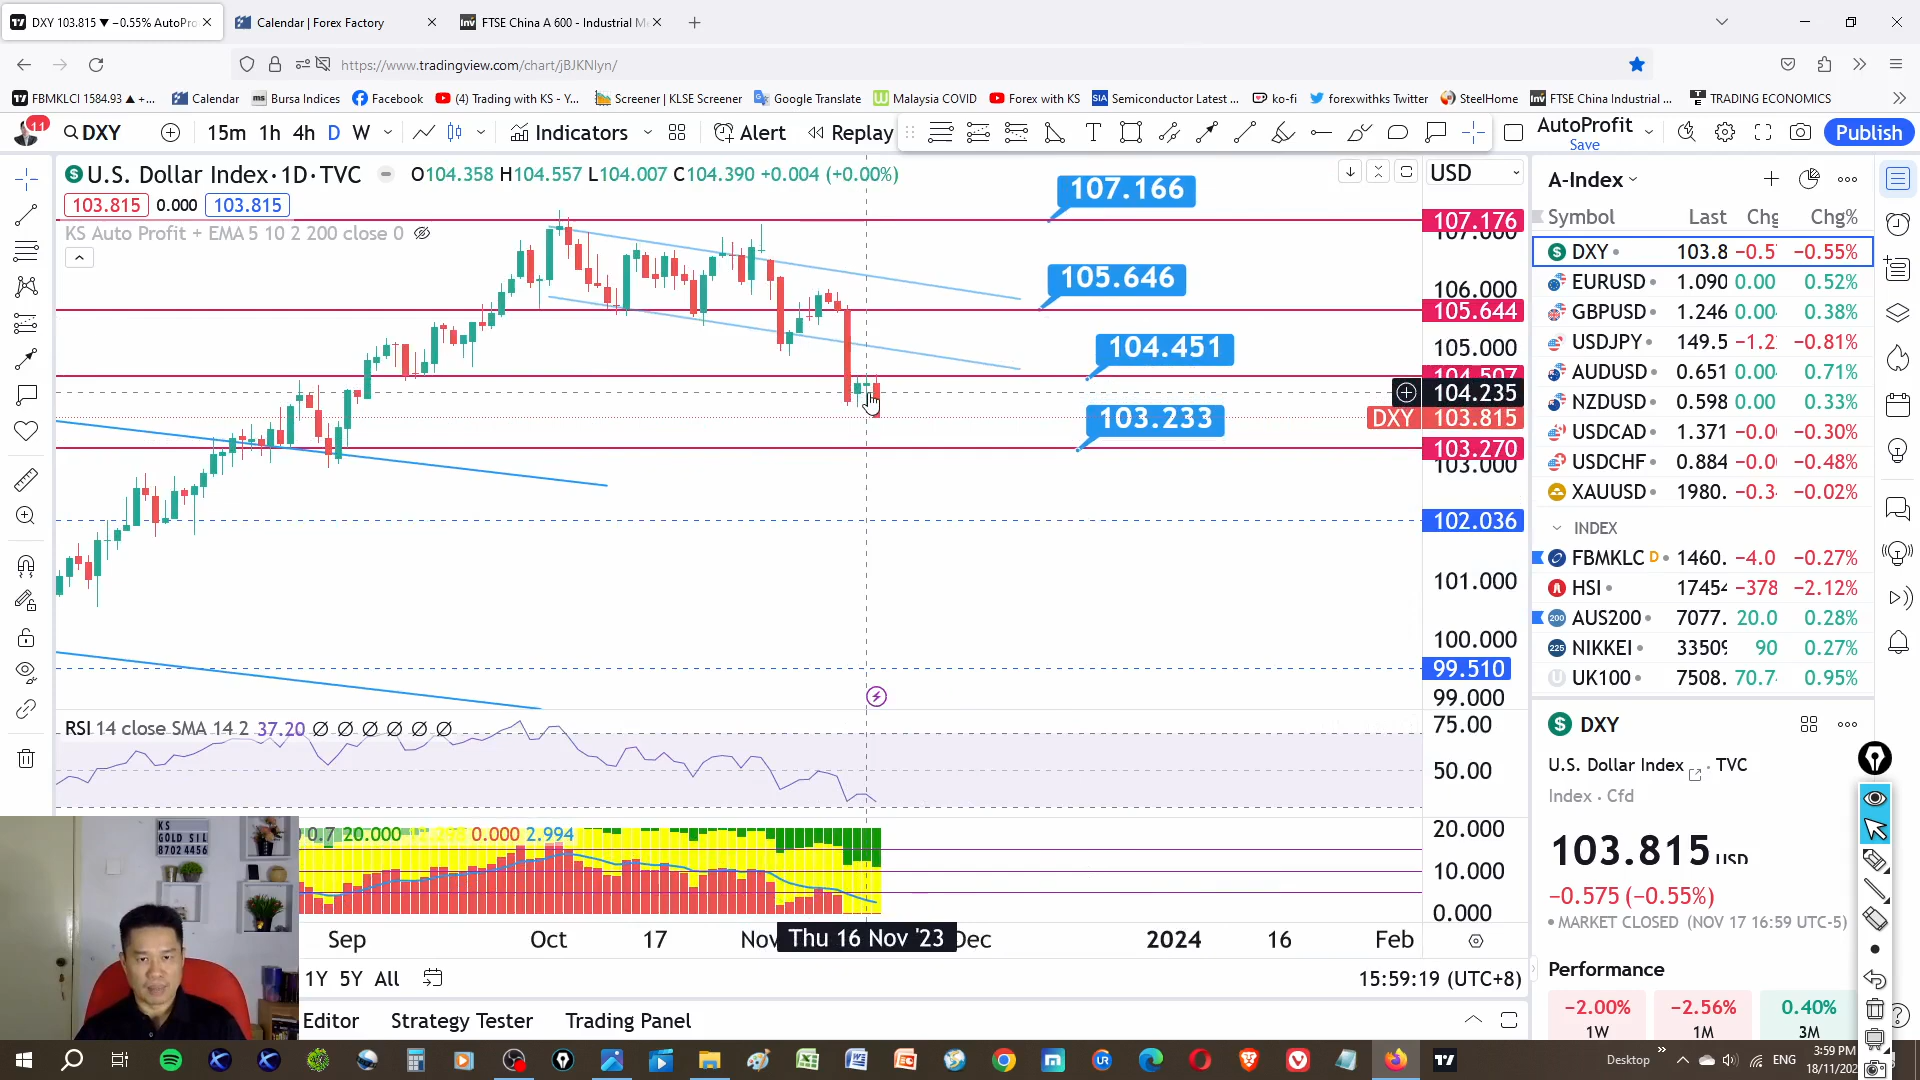 DXY 103.815 ▼ −0.55% AutoPro
Calendar | Forex Factory
FTSE China A 600 - Industrial M
https://www.tradingview.com/chart/jBJKNlyn/
FBMKLCI 1584.93 ▲ +...
Calendar
Bursa Indices
Facebook
(4) Trading with KS - Y...
Screener | KLSE Screener
Google Translate
Malaysia COVID
Forex with KS
Semiconductor Latest ...
ko-fi
forexwithks Twitter
SteelHome
FTSE China Industrial ...
TRADING ECONOMICS
11
DXY
15m 1h 4h D W
Indicators
Alert
Replay
AutoProfit
Save
Publish
U.S. Dollar Index · 1D · TVC
O104.358 H104.557 L104.007 C104.390 +0.004 (+0.00%)
103.815 0.000 103.815
KS Auto Profit + EMA 5 10 2 200 close 0
USD
107.166
105.646
104.451
103.233
107.176
107.000
106.000
105.644
105.000
104.507
104.235
DXY 103.815
103.270
103.000
102.036
101.000
100.000
99.510
99.000
RSI 14 close SMA 14 2 37.20 Ø Ø Ø Ø Ø Ø
75.00
50.00
0.7 20.000 0.000 2.994
20.000
10.000
0.000
Sep Oct 17 Nov Thu 16 Nov '23 Dec 2024 16 Feb
1Y 5Y All
15:59:19 (UTC+8)
Editor Strategy Tester Trading Panel
A-Index
Symbol Last Chg Chg%
DXY 103.8 −0.5 −0.55%
EURUSD 1.090 0.00 0.52%
GBPUSD 1.246 0.00 0.38%
USDJPY 149.5 −1.2 −0.81%
AUDUSD 0.651 0.00 0.71%
NZDUSD 0.598 0.00 0.33%
USDCAD 1.371 −0.0 −0.30%
USDCHF 0.884 −0.0 −0.48%
XAUUSD 1980. −0.3 −0.02%
INDEX
FBMKLC D 1460. −4.0 −0.27%
HSI 17454 −378 −2.12%
AUS200 7077. 20.0 0.28%
NIKKEI 33509 90 0.27%
UK100 7508. 70.7 0.95%
DXY
U.S. Dollar Index · TVC
Index · Cfd
103.815 USD
−0.575 (−0.55%)
MARKET CLOSED (NOV 17 16:59 UTC-5)
Performance
−2.00% −2.56% 0.40%
1W 1M 3M
KS
GOLD SIL
8702 4456
Desktop
ENG
3:59 PM
18/11/202